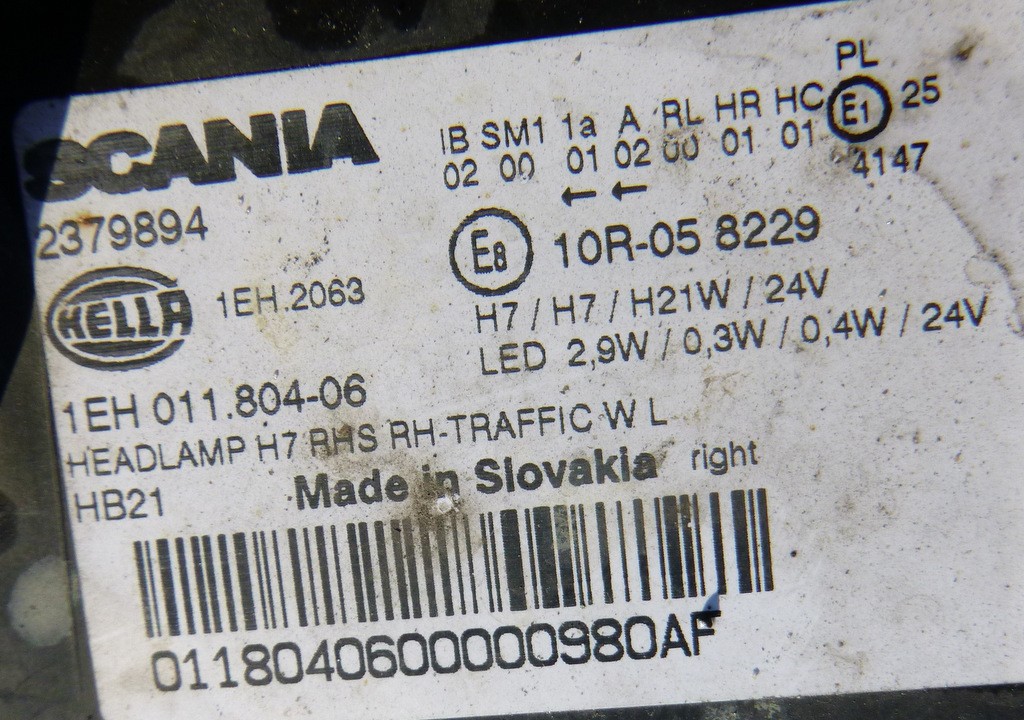 SCANIA
2379894
HELLA
1EH.2063
1EH 011.804-06
HEADLAMP H7 RHS RH-TRAFFIC W L
HB21
Made in Slovakia right
01180406000000980AF
PL
IB SM1 1a A RL HR HC E1 25
02 00 01 02 00 01 01 4147
← ←
E8 10R-05 8229
H7 / H7 / H21W / 24V
LED 2,9W / 0,3W / 0,4W / 24V